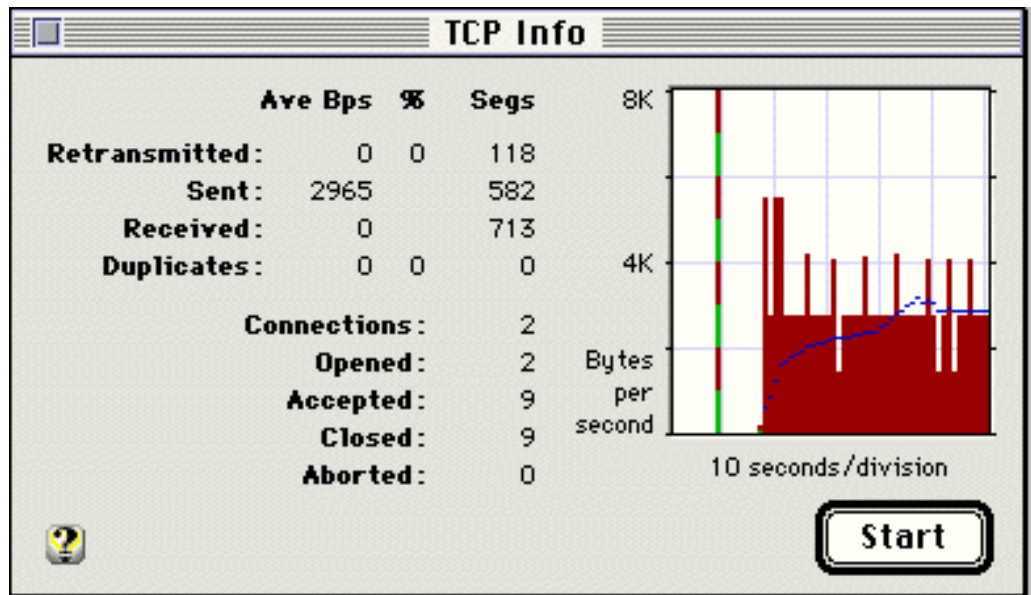 TCP Info
Ave Bps % Segs
Retransmitted: 0 0 118
Sent: 2965 582
Received: 0 713
Duplicates: 0 0 0
Connections: 2
Opened: 2
Accepted: 9
Closed: 9
Aborted: 0
8K
4K
Bytes
per
second
10 seconds/division
?
Start